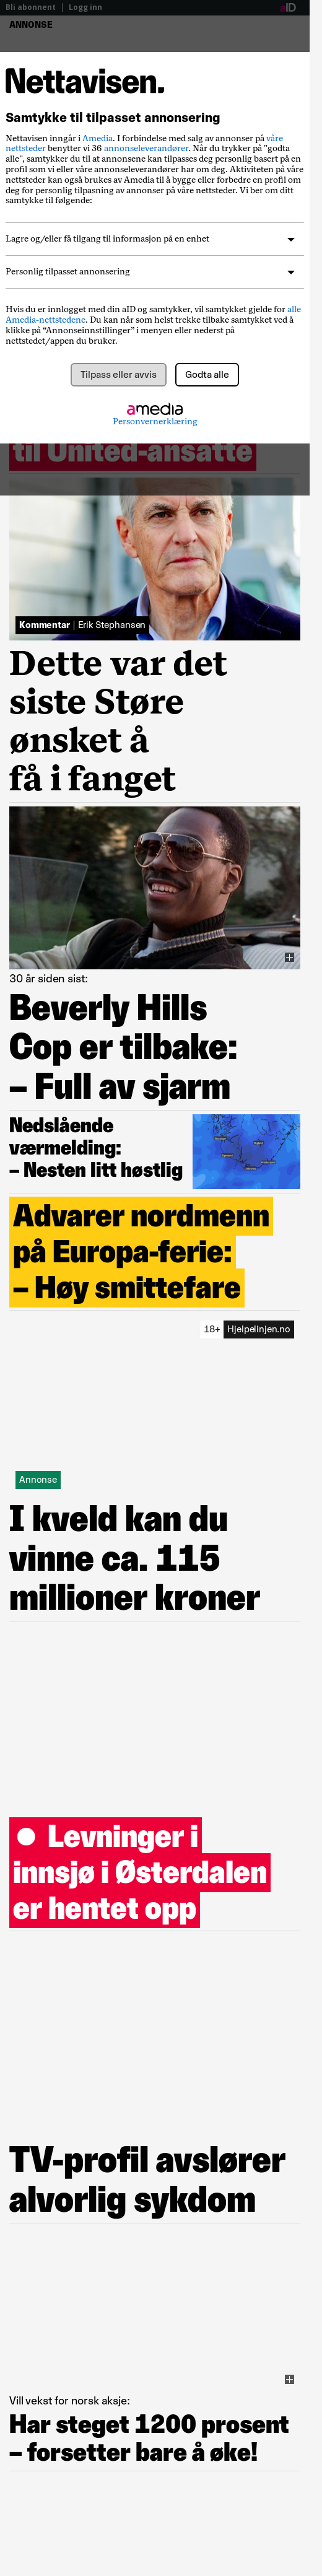 Bli abonnent | Logg inn aID
ANNONSE
Nettavisen.
Samtykke til tilpasset annonsering
Nettavisen inngår i Amedia. I forbindelse med salg av annonser på våre
nettsteder benytter vi 36 annonseleverandører. Når du trykker på "godta
alle", samtykker du til at annonsene kan tilpasses deg personlig basert på en
profil som vi eller våre annonseleverandører har om deg. Aktiviteten på våre
nettsteder kan også brukes av Amedia til å bygge eller forbedre en profil om
deg for personlig tilpasning av annonser på våre nettsteder. Vi ber om ditt
samtykke til følgende:
Lagre og/eller få tilgang til informasjon på en enhet
Personlig tilpasset annonsering
Hvis du er innlogget med din aID og samtykker, vil samtykket gjelde for alle
Amedia-nettstedene. Du kan når som helst trekke tilbake samtykket ved å
klikke på “Annonseinnstillinger” i menyen eller nederst på
nettstedet/appen du bruker.
Tilpass eller avvis
Godta alle
amedia
Personvernerklæring
til United-ansatte
Kommentar | Erik Stephansen
Dette var det
siste Støre
ønsket å
få i fanget
30 år siden sist:
Beverly Hills
Cop er tilbake:
– Full av sjarm
Nedslående
værmelding:
– Nesten litt høstlig
Advarer nordmenn
på Europa-ferie:
– Høy smittefare
18+ Hjelpelinjen.no
Annonse
I kveld kan du
vinne ca. 115
millioner kroner
Levninger i
innsjø i Østerdalen
er hentet opp
TV-profil avslører
alvorlig sykdom
Vill vekst for norsk aksje:
Har steget 1200 prosent
– forsetter bare å øke!